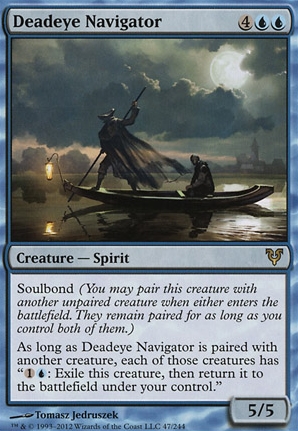 Deadeye Navigator 4
Creature — Spirit
Soulbond (You may pair this creature with
another unpaired creature when either enters the
battlefield. They remain paired for as long as you
control both of them.)
As long as Deadeye Navigator is paired with
another creature, each of those creatures has
“1: Exile this creature, then return it to
the battlefield under your control.”
Tomasz Jedruszek
™ & © 1993–2012 Wizards of the Coast LLC 47/244
5/5